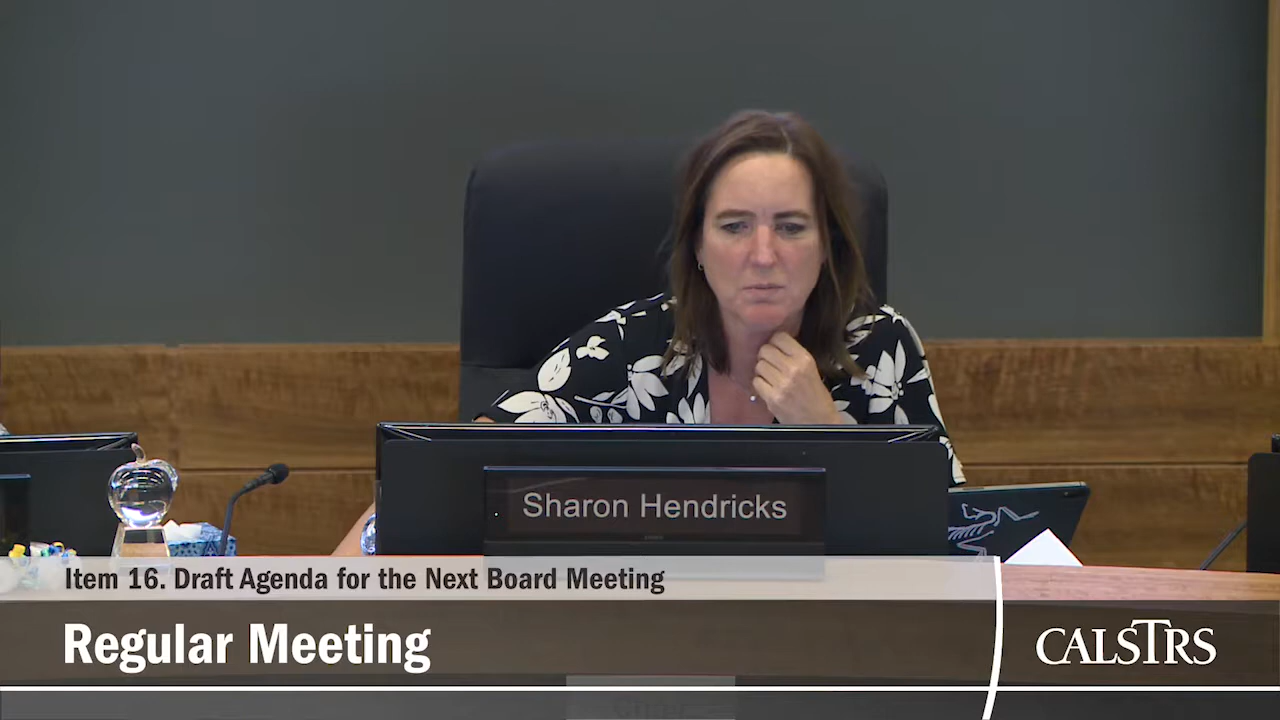 Sharon Hendricks
Item 16. Draft Agenda for the Next Board Meeting
Regular Meeting
CALSTRS